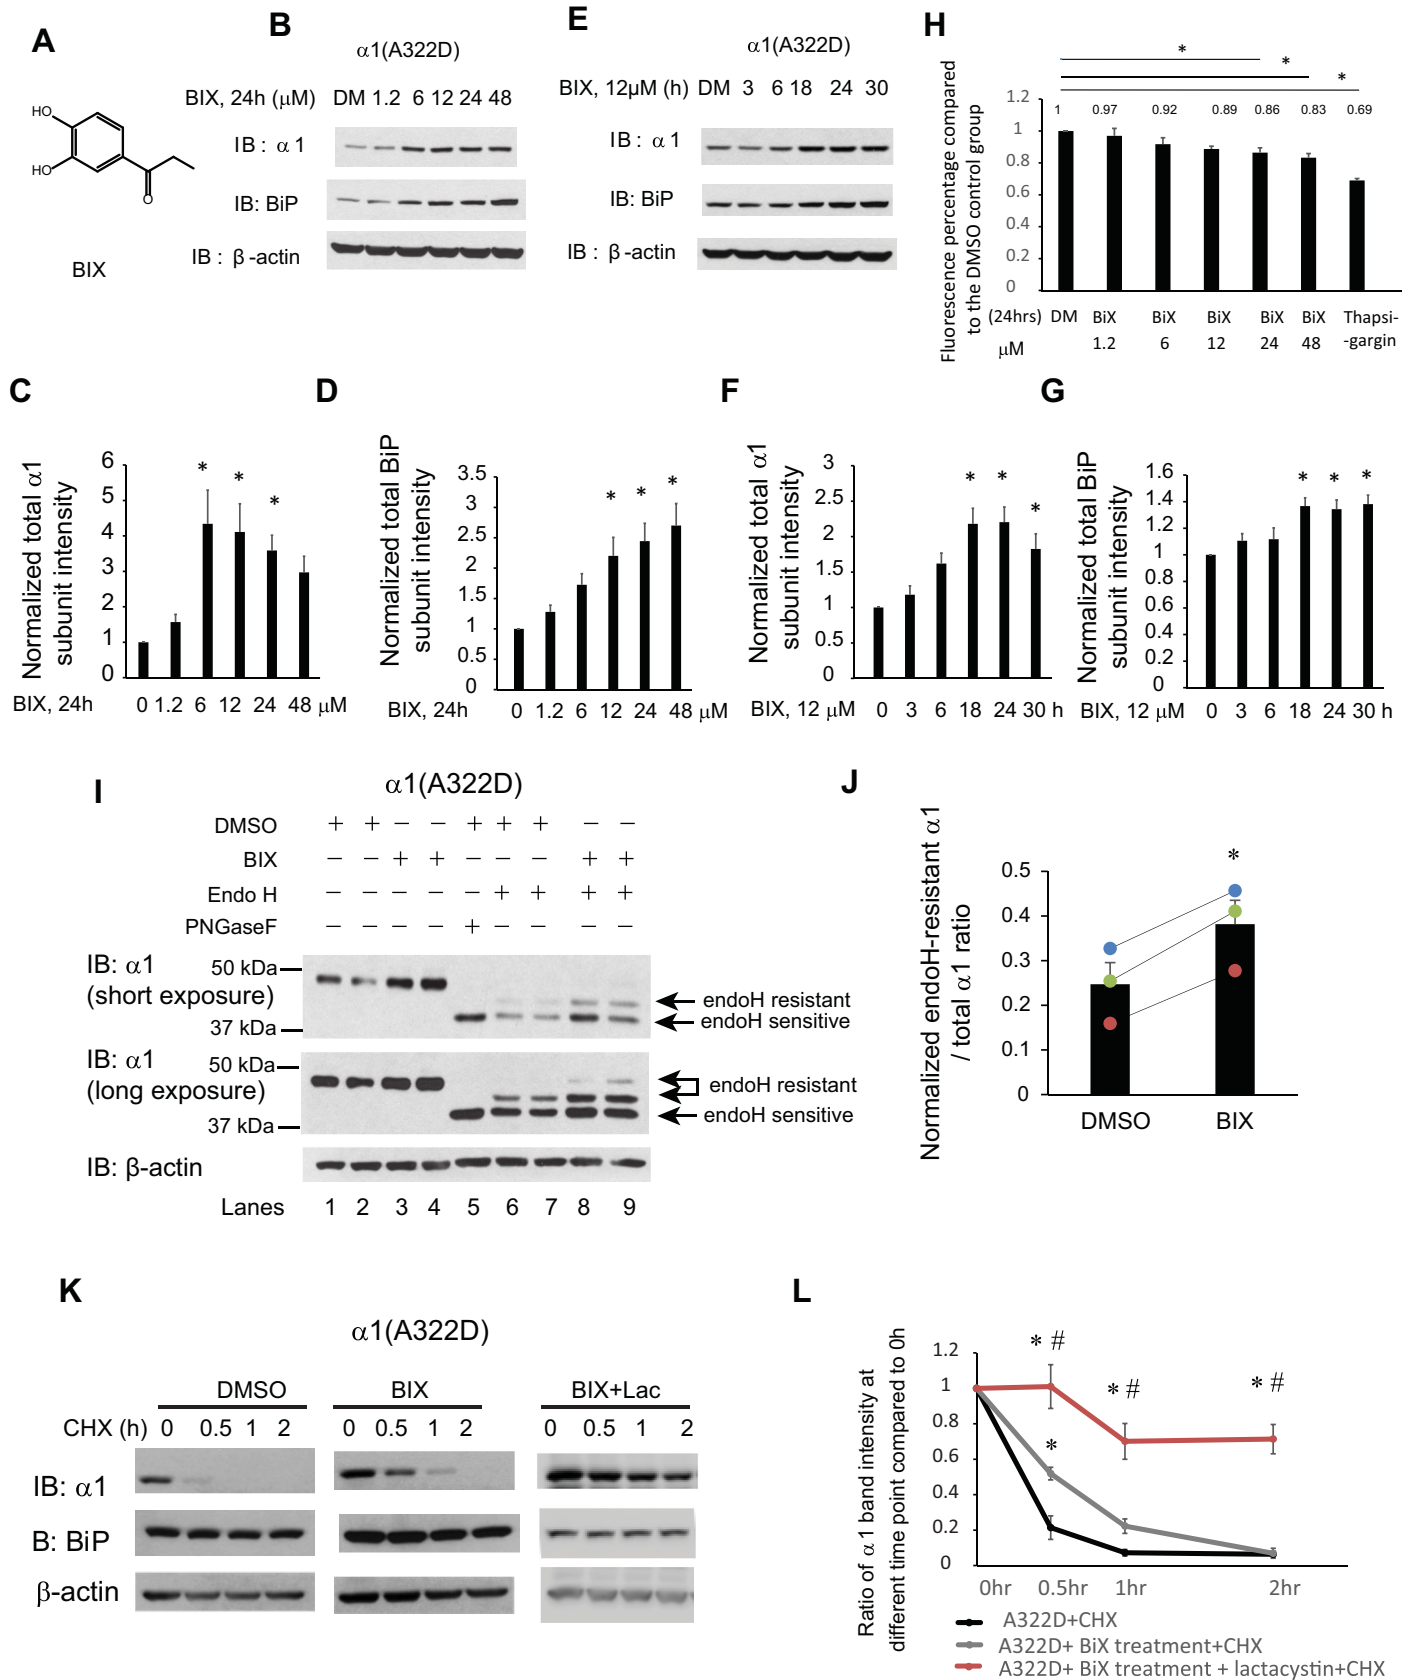 A
HO
HO
O
BIX
B
α1(A322D)
BIX, 24h (μM) DM 1.2 6 12 24 48
IB : α 1
IB: BiP
IB : β -actin
E
α1(A322D)
BIX, 12μM (h) DM 3 6 18 24 30
IB : α 1
IB: BiP
IB : β -actin
H
* * *
Fluorescence percentage compared
to the DMSO control group
1.2
1
0.8
0.6
0.4
0.2
0
1 0.97 0.92 0.89 0.86 0.83 0.69
(24hrs) DM BiX BiX BiX BiX BiX Thapsi-
μM 1.2 6 12 24 48 -gargin
C
Normalized total α1
subunit intensity
6
5
4
3
2
1
0
* * *
BIX, 24h 0 1.2 6 12 24 48 μM
D
Normalized total BiP
subunit intensity
3.5
3
2.5
2
1.5
1
0.5
0
* * *
BIX, 24h 0 1.2 6 12 24 48 μM
F
Normalized total α1
subunit intensity
3
2.5
2
1.5
1
0.5
0
* * *
BIX, 12 μM 0 3 6 18 24 30 h
G
Normalized total BiP
subunit intensity
1.6
1.4
1.2
1
0.8
0.6
0.4
0.2
0
* * *
BIX, 12 μM 0 3 6 18 24 30 h
I
α1(A322D)
DMSO + + − − + + + − −
BIX − − + + − − − + +
Endo H − − − − − + + + +
PNGaseF − − − − + − − − −
IB: α1
(short exposure)
50 kDa
37 kDa
endoH resistant
endoH sensitive
IB: α1
(long exposure)
50 kDa
37 kDa
endoH resistant
endoH sensitive
IB: β-actin
Lanes 1 2 3 4 5 6 7 8 9
J
Normalized endoH-resistant α1
/ total α1 ratio
0.5
0.4
0.3
0.2
0.1
0
*
DMSO BIX
K
α1(A322D)
DMSO BIX BIX+Lac
CHX (h) 0 0.5 1 2 0 0.5 1 2 0 0.5 1 2
IB: α1
B: BiP
β-actin
L
Ratio of α 1 band intensity at
different time point compared to 0h
1.2
1
0.8
0.6
0.4
0.2
0
* #
* #
* #
*
0hr 0.5hr 1hr 2hr
A322D+CHX
A322D+ BiX treatment+CHX
A322D+ BiX treatment + lactacystin+CHX